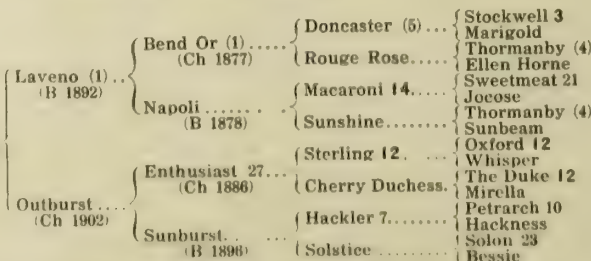 Stockwell 3
Doncaster (5)...
Marigold
Bend Or (1).....
(Ch 1877)
Thormanby (4)
Rouge Rose.....
Ellen Horne
Laveno (1)..
(B 1892)
Sweetmeat 21
Macaroni 14.....
Jocose
Napoli ....... .
(B 1878)
Thormanby (4)
Sunshine........
Sunbeam
Oxford 12
Sterling 12. ...
Whisper
Enthusiast 27...
(Ch 1886)
The Duke 12
Cherry Duchess.
Mirella
Outburst ....
(Ch 1902)
Petrarch 10
Hackler 7........
Hackness
Sunburst. . ...
(B 1896)
Solon 23
Solstice ........
Bessie